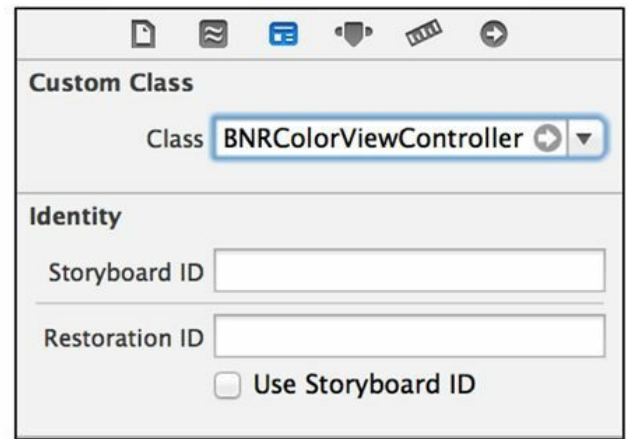 Custom Class
Class BNRColorViewController
Identity
Storyboard ID
Restoration ID
Use Storyboard ID